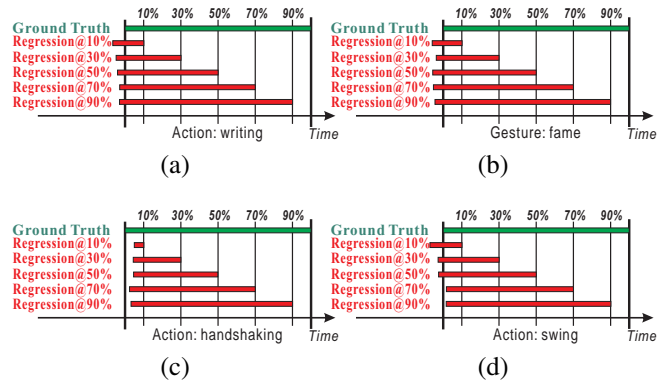 10% 30% 50% 70% 90%
Ground Truth
Regression@10%
Regression@30%
Regression@50%
Regression@70%
Regression@90%
Action: writing
Time
(a)
10% 30% 50% 70% 90%
Ground Truth
Regression@10%
Regression@30%
Regression@50%
Regression@70%
Regression@90%
Gesture: fame
Time
(b)
10% 30% 50% 70% 90%
Ground Truth
Regression@10%
Regression@30%
Regression@50%
Regression@70%
Regression@90%
Action: handshaking
Time
(c)
10% 30% 50% 70% 90%
Ground Truth
Regression@10%
Regression@30%
Regression@50%
Regression@70%
Regression@90%
Action: swing
Time
(d)